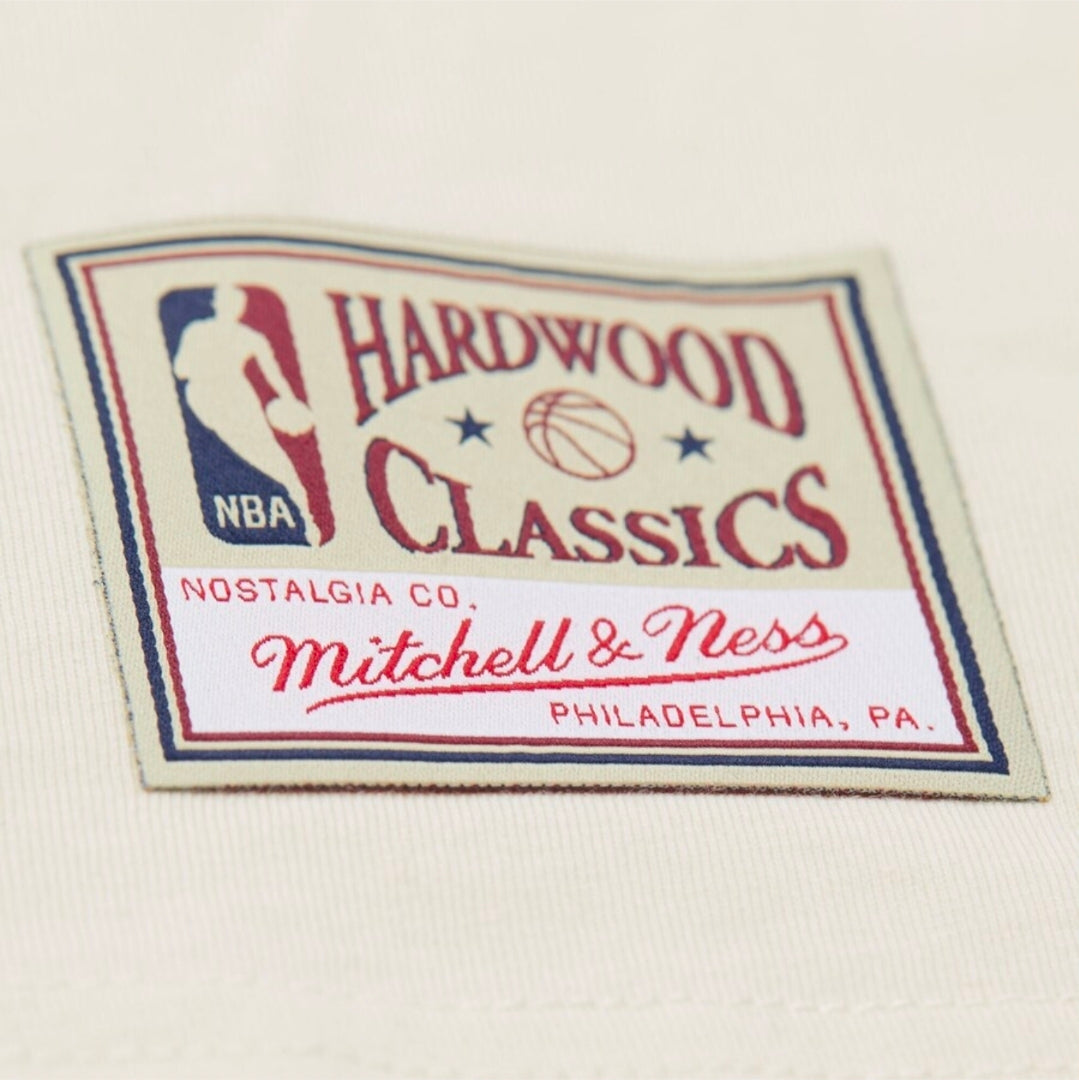 NBA
HARDWOOD
CLASSICS
NOSTALGIA CO.
Mitchell & Ness
PHILADELPHIA, PA.